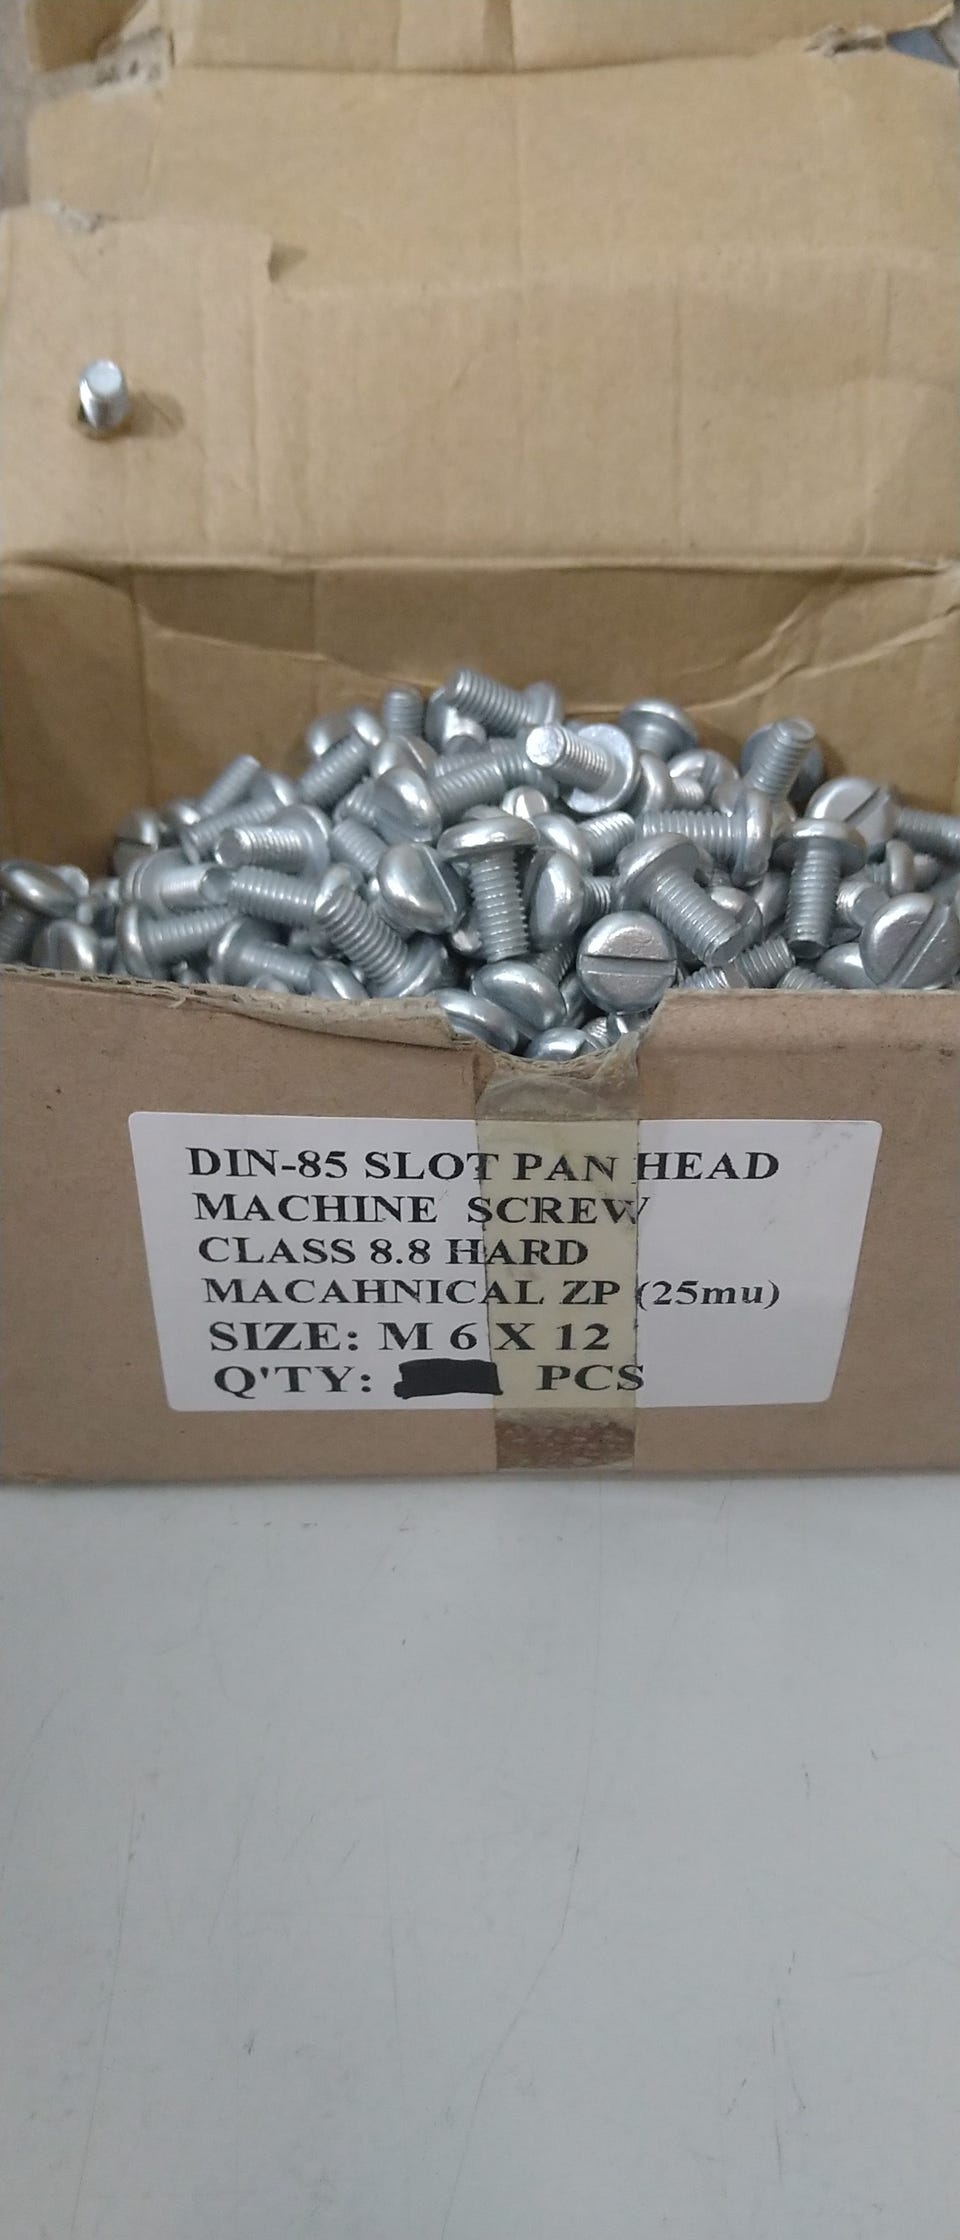 DIN-85 SLOT PAN HEAD
MACHINE SCREW
CLASS 8.8 HARD
MACAHNICAL ZP (25mu)
SIZE: M 6 X 12
Q'TY: PCS